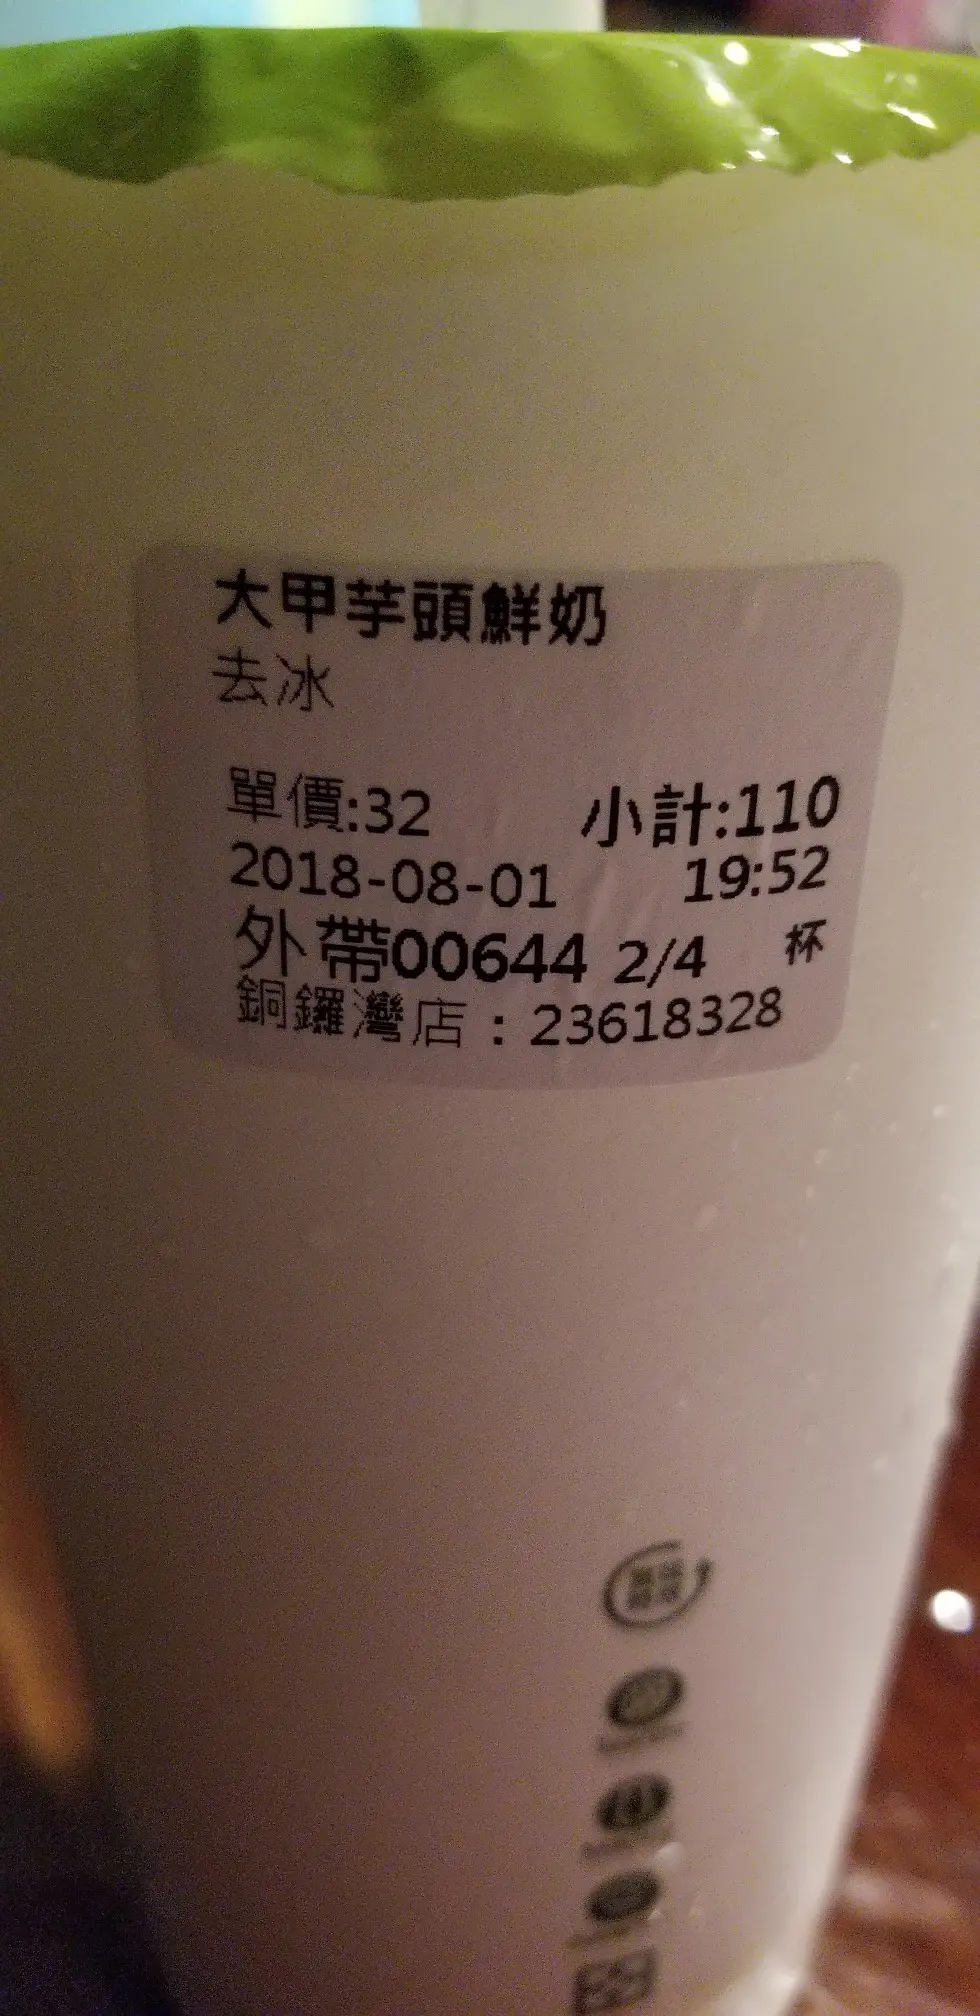 大甲芋頭鮮奶
去冰
單價:32 小計:110
2018-08-01 19:52
外帶00644 2/4 杯
銅鑼灣店：23618328